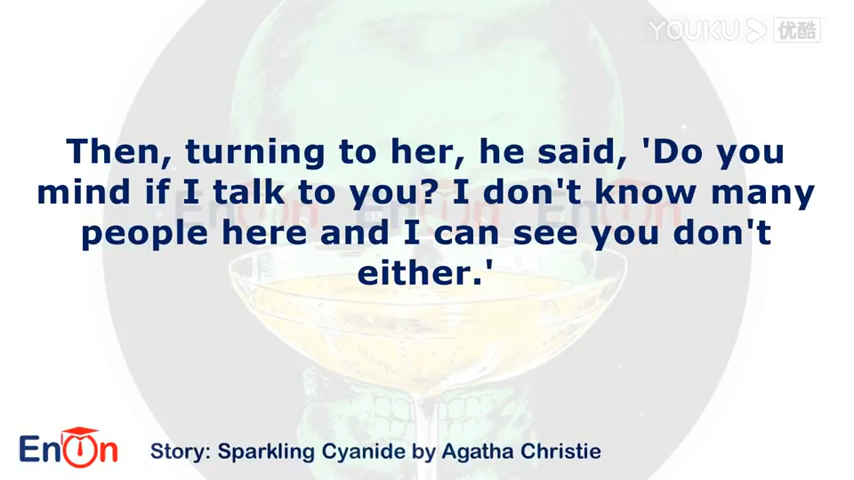 YOUKU 优酷
Then, turning to her, he said, 'Do you
mind if I talk to you? I don't know many
people here and I can see you don't
either.'
EnOn
Story: Sparkling Cyanide by Agatha Christie